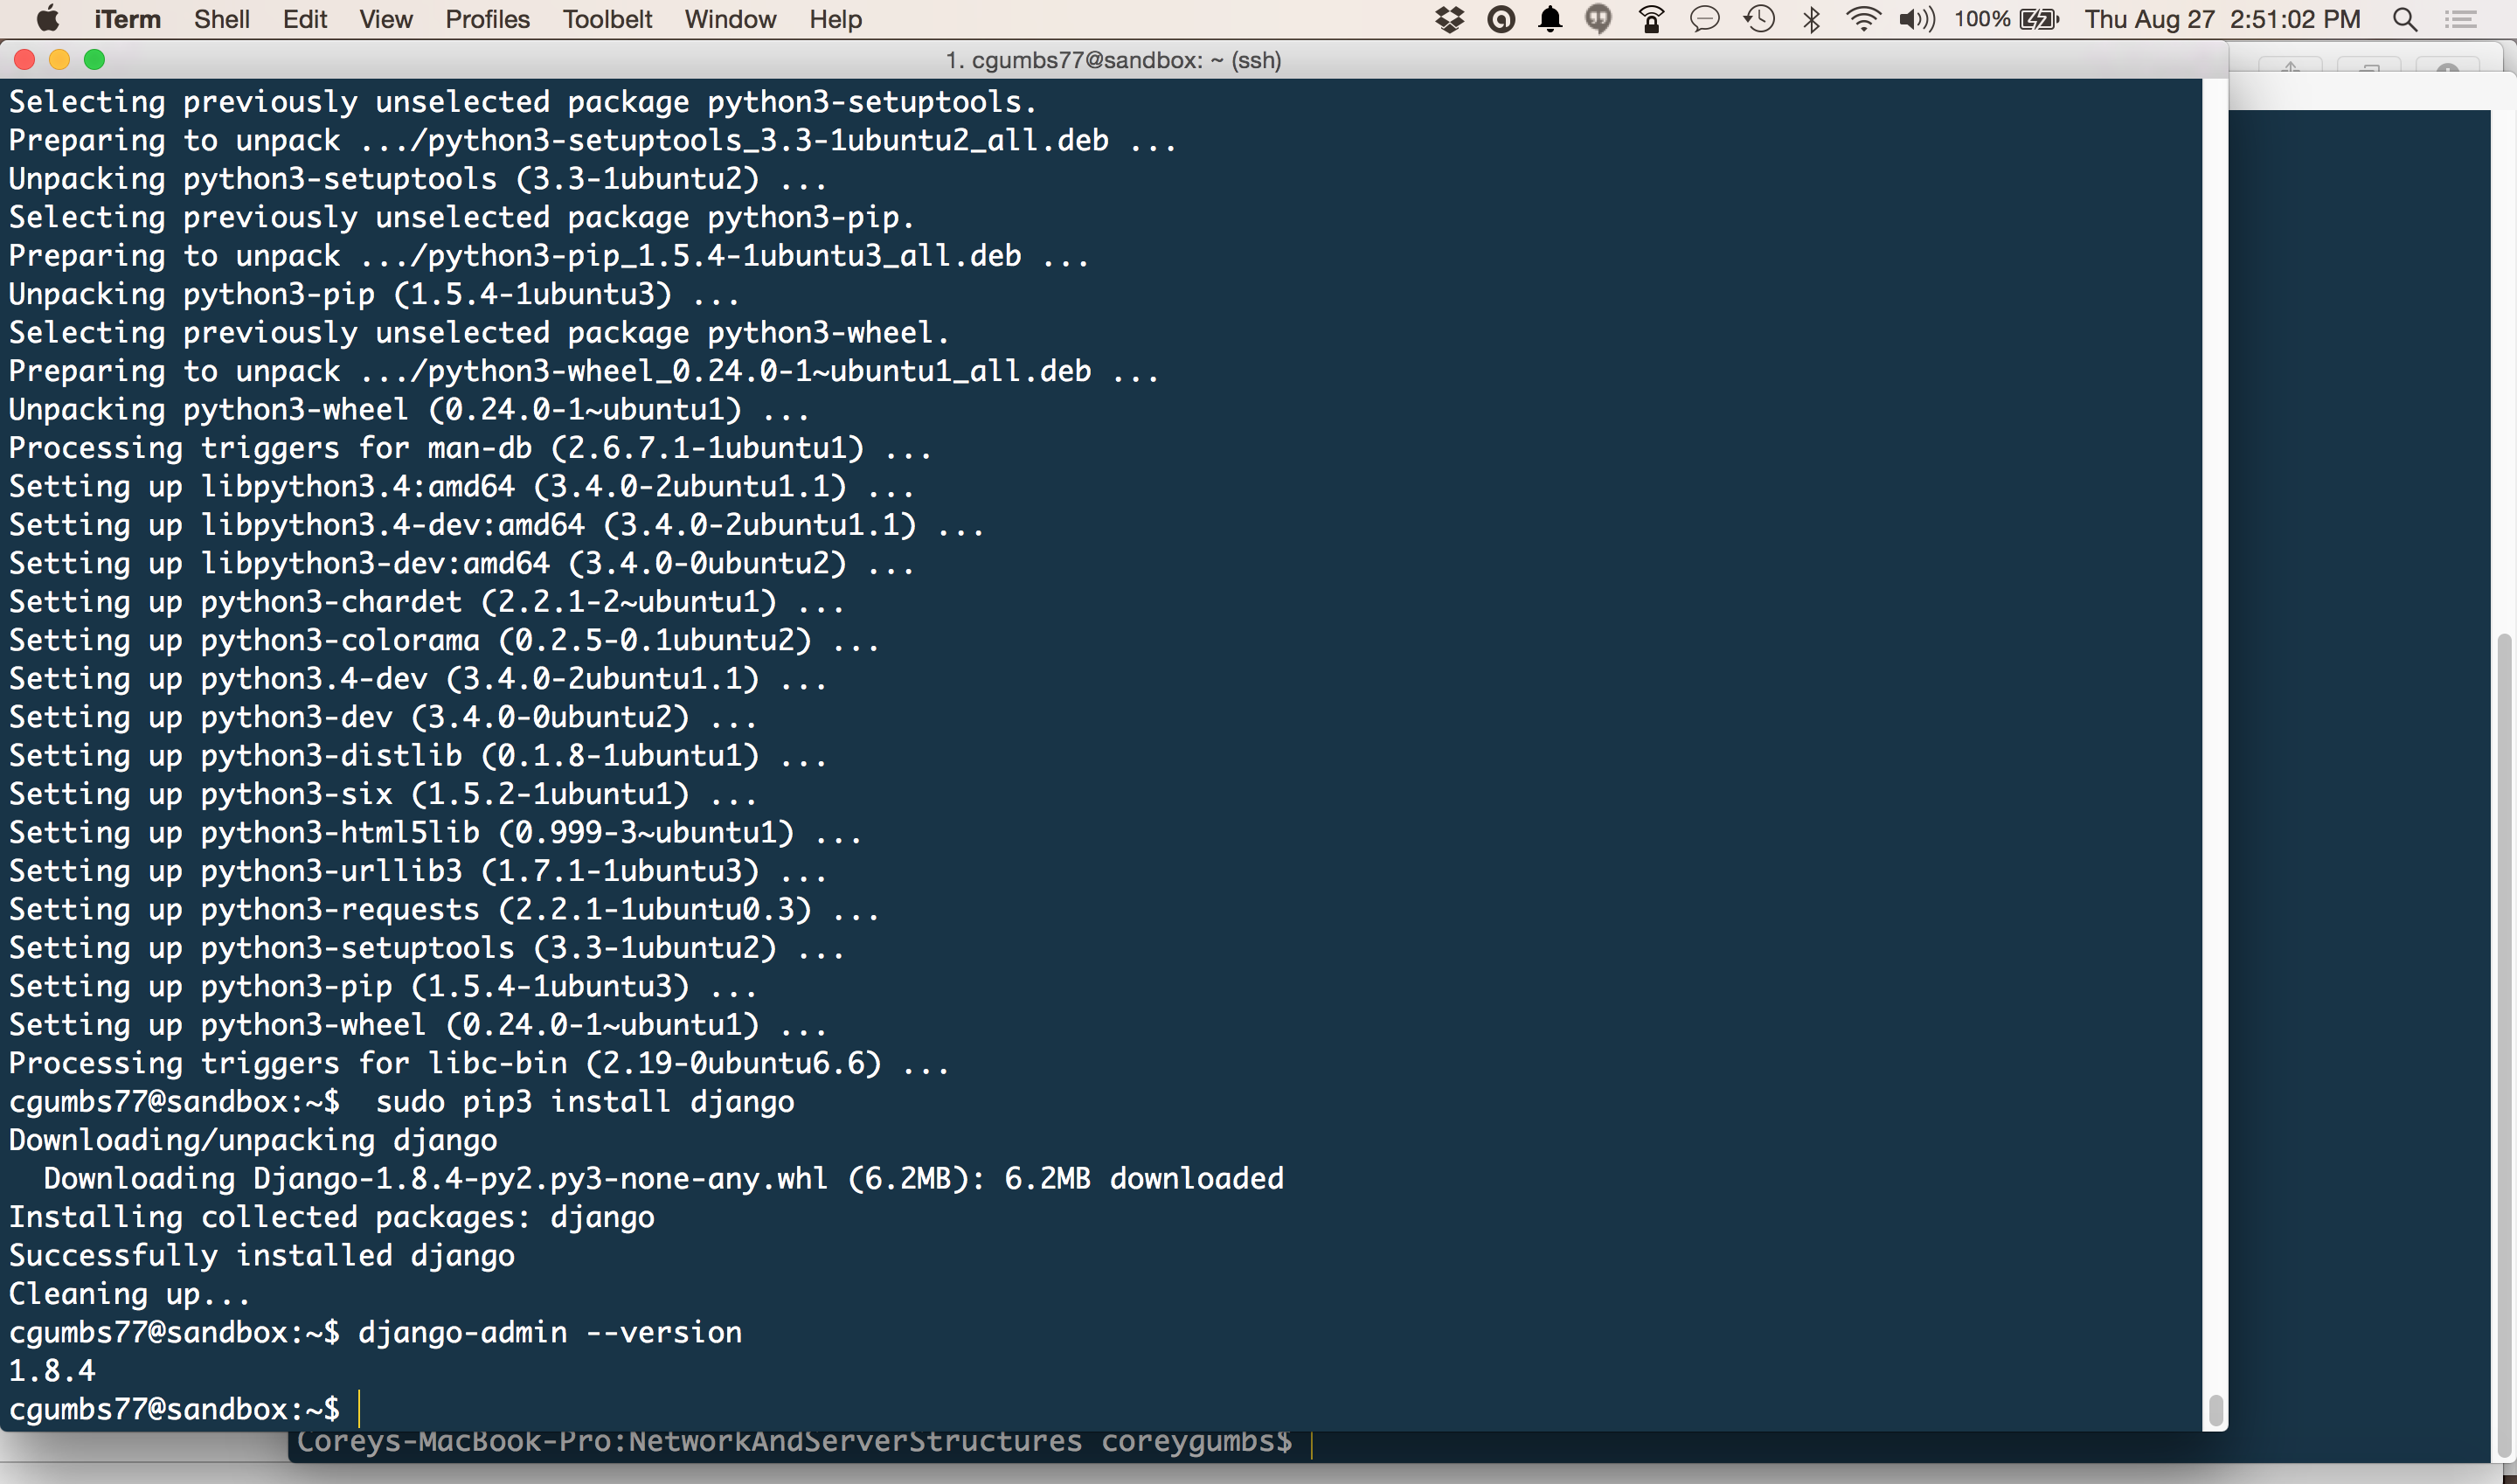 iTerm Shell Edit View Profiles Toolbelt Window Help 100% Thu Aug 27 2:51:02 PM
1. cgumbs77@sandbox: ~ (ssh)
Selecting previously unselected package python3-setuptools.
Preparing to unpack .../python3-setuptools_3.3-1ubuntu2_all.deb ...
Unpacking python3-setuptools (3.3-1ubuntu2) ...
Selecting previously unselected package python3-pip.
Preparing to unpack .../python3-pip_1.5.4-1ubuntu3_all.deb ...
Unpacking python3-pip (1.5.4-1ubuntu3) ...
Selecting previously unselected package python3-wheel.
Preparing to unpack .../python3-wheel_0.24.0-1~ubuntu1_all.deb ...
Unpacking python3-wheel (0.24.0-1~ubuntu1) ...
Processing triggers for man-db (2.6.7.1-1ubuntu1) ...
Setting up libpython3.4:amd64 (3.4.0-2ubuntu1.1) ...
Setting up libpython3.4-dev:amd64 (3.4.0-2ubuntu1.1) ...
Setting up libpython3-dev:amd64 (3.4.0-0ubuntu2) ...
Setting up python3-chardet (2.2.1-2~ubuntu1) ...
Setting up python3-colorama (0.2.5-0.1ubuntu2) ...
Setting up python3.4-dev (3.4.0-2ubuntu1.1) ...
Setting up python3-dev (3.4.0-0ubuntu2) ...
Setting up python3-distlib (0.1.8-1ubuntu1) ...
Setting up python3-six (1.5.2-1ubuntu1) ...
Setting up python3-html5lib (0.999-3~ubuntu1) ...
Setting up python3-urllib3 (1.7.1-1ubuntu3) ...
Setting up python3-requests (2.2.1-1ubuntu0.3) ...
Setting up python3-setuptools (3.3-1ubuntu2) ...
Setting up python3-pip (1.5.4-1ubuntu3) ...
Setting up python3-wheel (0.24.0-1~ubuntu1) ...
Processing triggers for libc-bin (2.19-0ubuntu6.6) ...
cgumbs77@sandbox:~$  sudo pip3 install django
Downloading/unpacking django
  Downloading Django-1.8.4-py2.py3-none-any.whl (6.2MB): 6.2MB downloaded
Installing collected packages: django
Successfully installed django
Cleaning up...
cgumbs77@sandbox:~$ django-admin --version
1.8.4
cgumbs77@sandbox:~$
Coreys-MacBook-Pro:NetworkAndServerStructures coreygumbs$